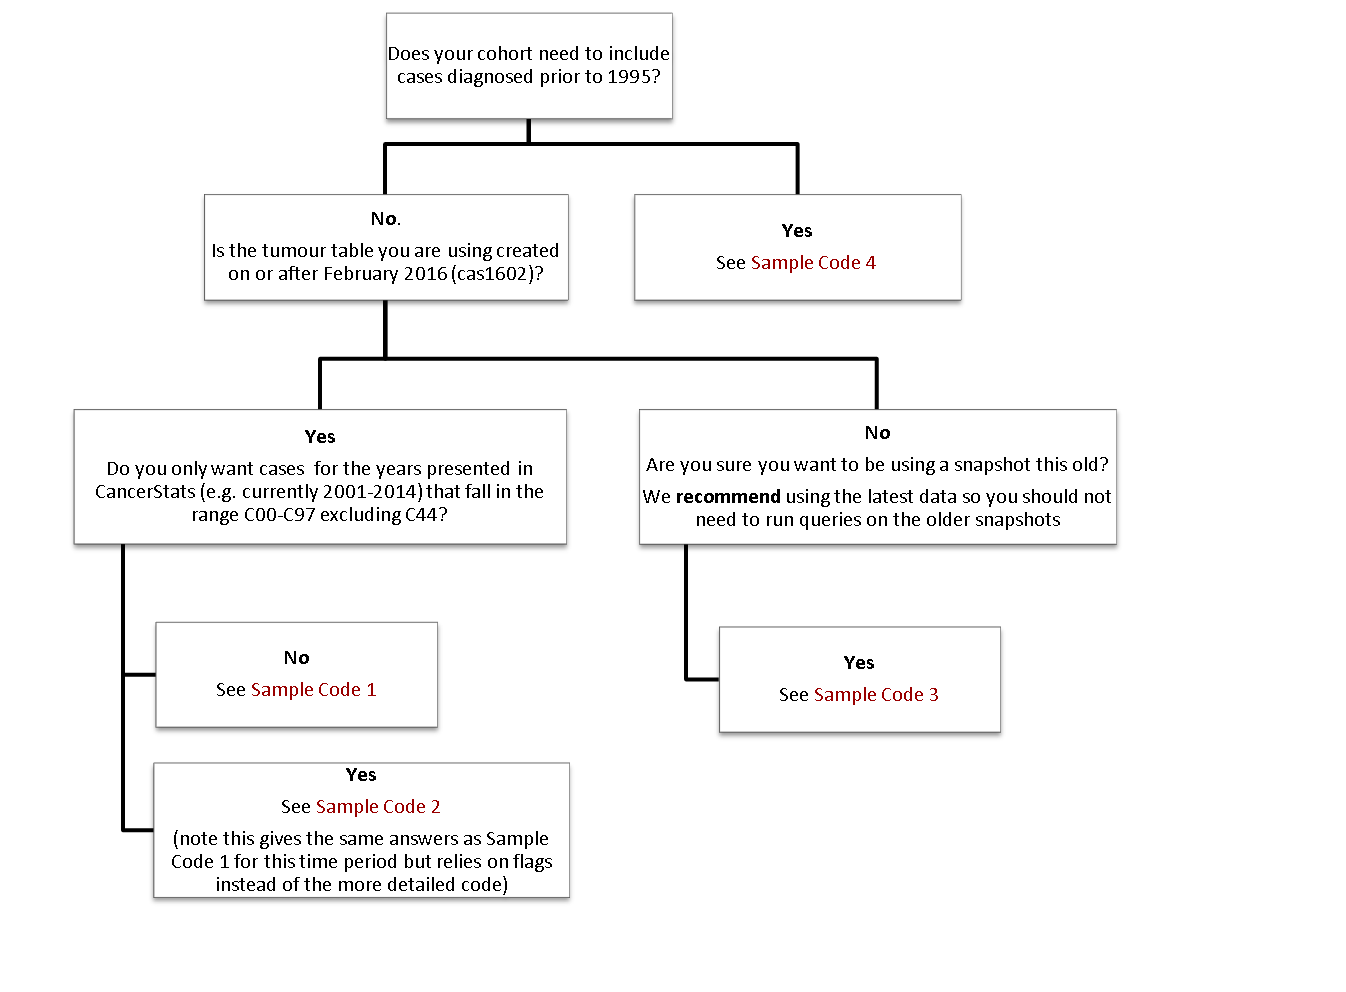 Does your cohort need to include
cases diagnosed prior to 1995?
No.
Is the tumour table you are using created
on or after February 2016 (cas1602)?
Yes
See Sample Code 4
Yes
Do you only want cases for the years presented in
CancerStats (e.g. currently 2001-2014) that fall in the
range C00-C97 excluding C44?
No
Are you sure you want to be using a snapshot this old?
We recommend using the latest data so you should not
need to run queries on the older snapshots
No
See Sample Code 1
Yes
See Sample Code 3
Yes
See Sample Code 2
(note this gives the same answers as Sample
Code 1 for this time period but relies on flags
instead of the more detailed code)